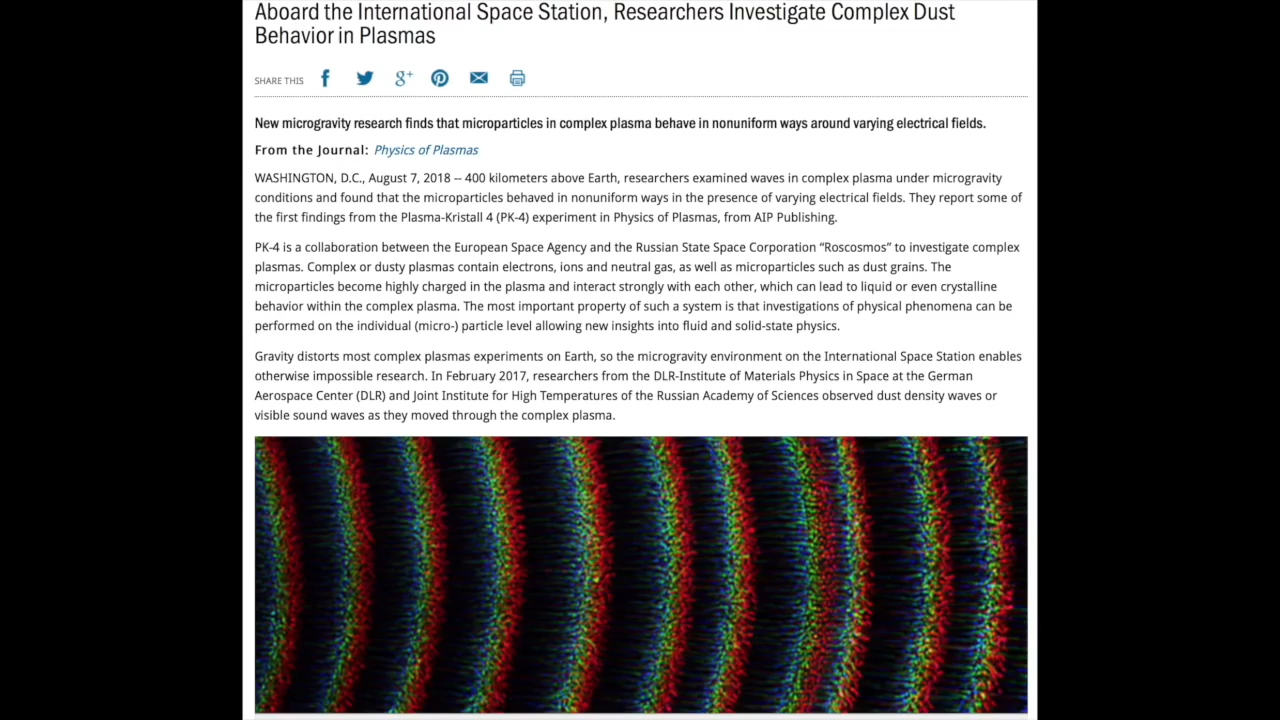 Aboard the International Space Station, Researchers Investigate Complex Dust
Behavior in Plasmas
SHARE THIS
New microgravity research finds that microparticles in complex plasma behave in nonuniform ways around varying electrical fields.
From the Journal: Physics of Plasmas
WASHINGTON, D.C., August 7, 2018 -- 400 kilometers above Earth, researchers examined waves in complex plasma under microgravity
conditions and found that the microparticles behaved in nonuniform ways in the presence of varying electrical fields. They report some of
the first findings from the Plasma-Kristall 4 (PK-4) experiment in Physics of Plasmas, from AIP Publishing.
PK-4 is a collaboration between the European Space Agency and the Russian State Space Corporation “Roscosmos” to investigate complex
plasmas. Complex or dusty plasmas contain electrons, ions and neutral gas, as well as microparticles such as dust grains. The
microparticles become highly charged in the plasma and interact strongly with each other, which can lead to liquid or even crystalline
behavior within the complex plasma. The most important property of such a system is that investigations of physical phenomena can be
performed on the individual (micro-) particle level allowing new insights into fluid and solid-state physics.
Gravity distorts most complex plasmas experiments on Earth, so the microgravity environment on the International Space Station enables
otherwise impossible research. In February 2017, researchers from the DLR-Institute of Materials Physics in Space at the German
Aerospace Center (DLR) and Joint Institute for High Temperatures of the Russian Academy of Sciences observed dust density waves or
visible sound waves as they moved through the complex plasma.